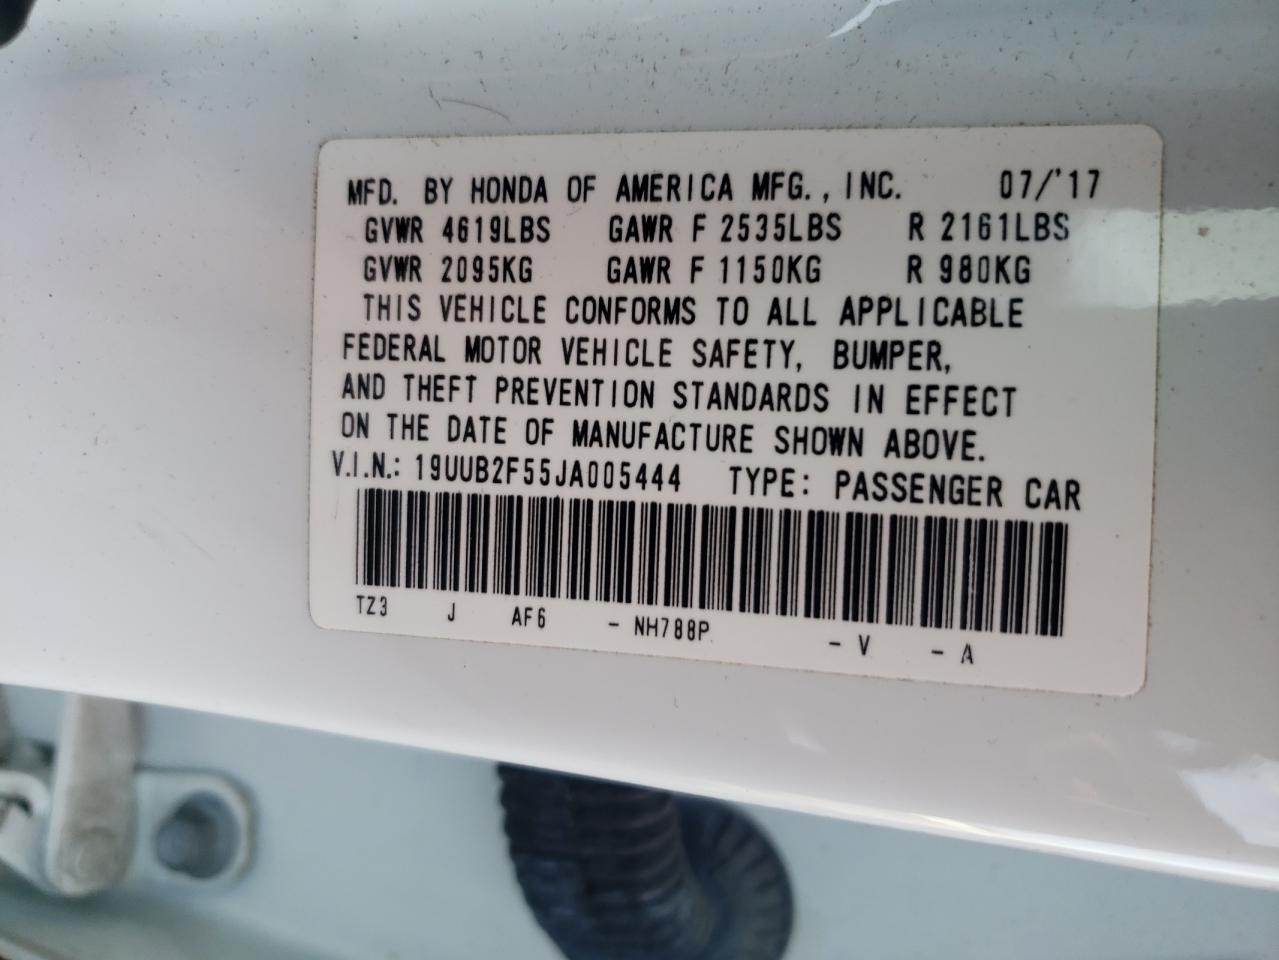 MFD. BY HONDA OF AMERICA MFG., INC. 07/'17
GVWR 4619LBS GAWR F 2535LBS R 2161LBS
GVWR 2095KG GAWR F 1150KG R 980KG
THIS VEHICLE CONFORMS TO ALL APPLICABLE
FEDERAL MOTOR VEHICLE SAFETY, BUMPER,
AND THEFT PREVENTION STANDARDS IN EFFECT
ON THE DATE OF MANUFACTURE SHOWN ABOVE.
V.I.N.: 19UUB2F55JA005444 TYPE: PASSENGER CAR
TZ3 J AF6 - NH788P - V - A